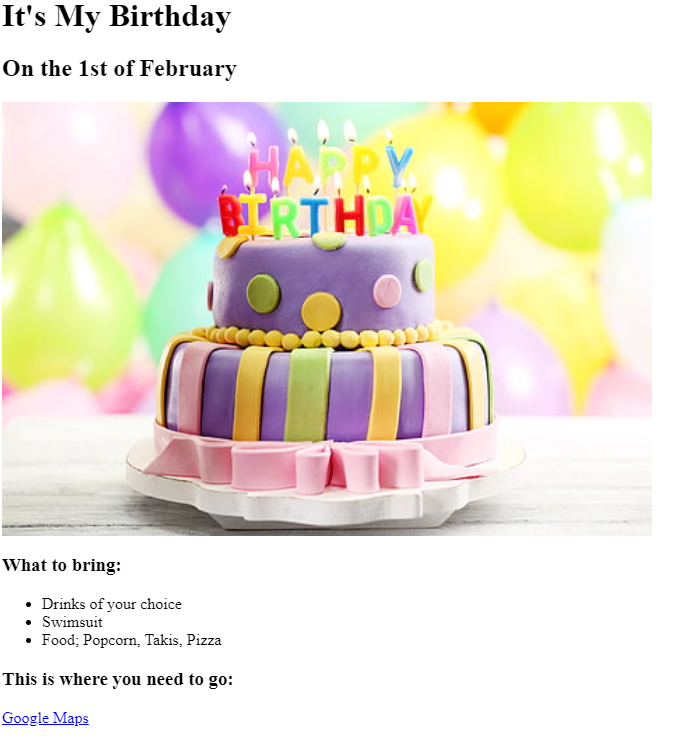 It's My Birthday
On the 1st of February
HAPPY
BIRTHDAY
What to bring:
Drinks of your choice
Swimsuit
Food; Popcorn, Takis, Pizza
This is where you need to go:
Google Maps